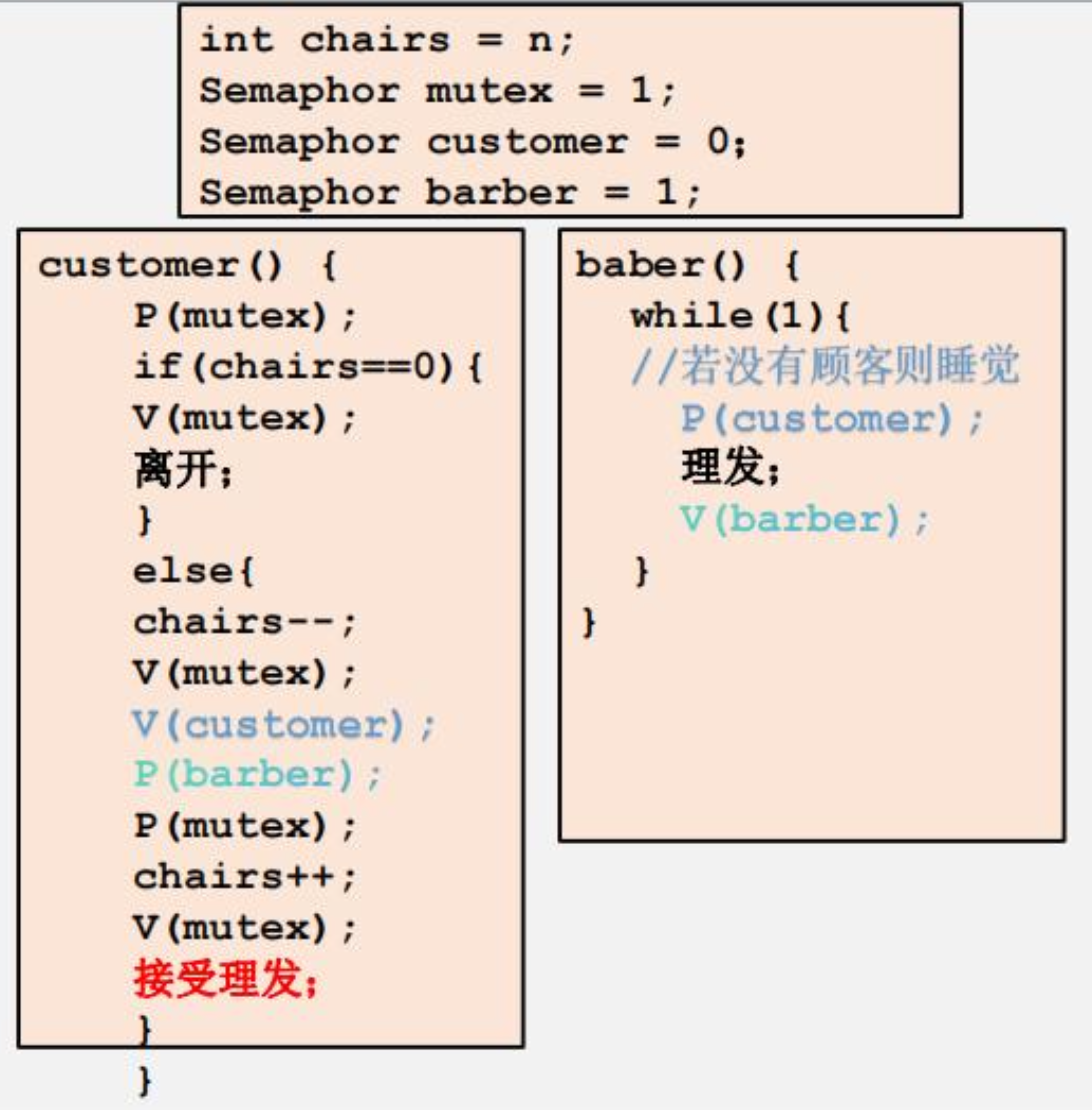 int chairs = n;
Semaphor mutex = 1;
Semaphor customer = 0;
Semaphor barber = 1;
customer() {
P(mutex);
if(chairs==0){
V(mutex);
离开;
}
else{
chairs--;
V(mutex);
V(customer);
P(barber);
P(mutex);
chairs++;
V(mutex);
接受理发;
}
}
baber() {
while(1){
//若没有顾客则睡觉
P(customer);
理发;
V(barber);
}
}